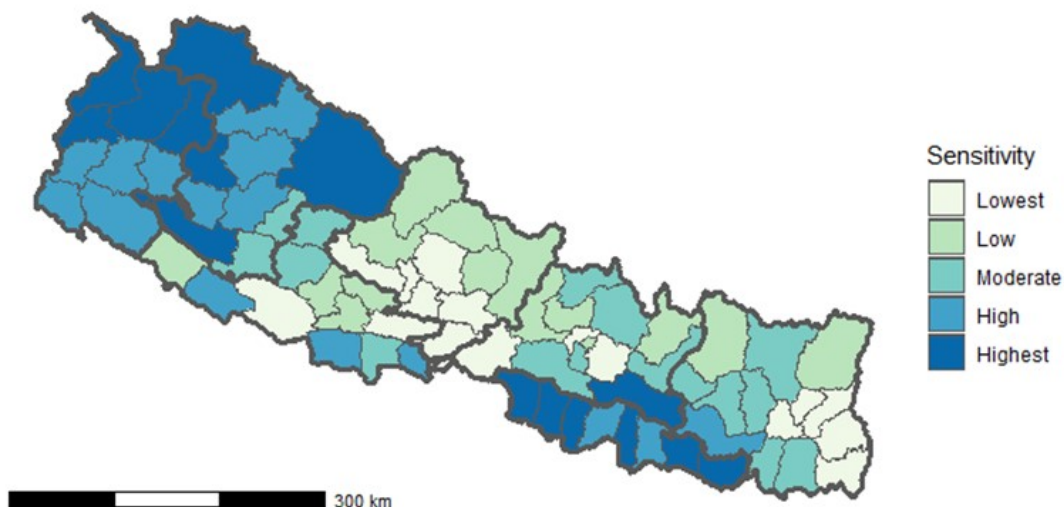 Sensitivity
Lowest
Low
Moderate
High
Highest
300 km